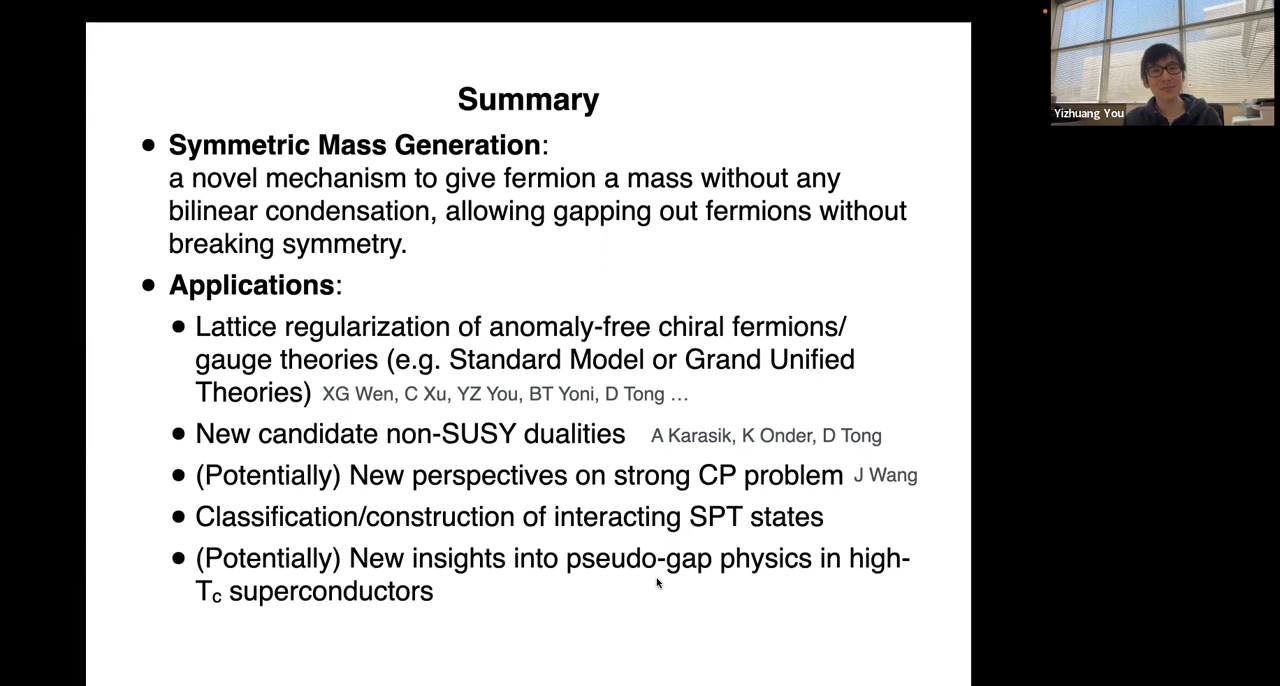 Summary
• Symmetric Mass Generation:
a novel mechanism to give fermion a mass without any
bilinear condensation, allowing gapping out fermions without
breaking symmetry.
• Applications:
• Lattice regularization of anomaly-free chiral fermions/
gauge theories (e.g. Standard Model or Grand Unified
Theories) XG Wen, C Xu, YZ You, BT Yoni, D Tong …
• New candidate non-SUSY dualities A Karasik, K Onder, D Tong
• (Potentially) New perspectives on strong CP problem J Wang
• Classification/construction of interacting SPT states
• (Potentially) New insights into pseudo-gap physics in high-
Tc superconductors
Yizhuang You